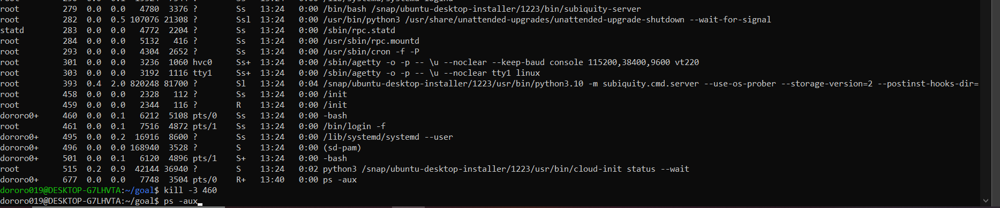 root 279 0.0 0.0 4780 3376 ? Ss 13:24 0:00 /bin/bash /snap/ubuntu-desktop-installer/1223/bin/subiquity-server
root 282 0.0 0.5 107076 21308 ? Ssl 13:24 0:00 /usr/bin/python3 /usr/share/unattended-upgrades/unattended-upgrade-shutdown --wait-for-signal
statd 283 0.0 0.0 4772 2204 ? Ss 13:24 0:00 /sbin/rpc.statd
root 284 0.0 0.0 5132 416 ? Ss 13:24 0:00 /usr/sbin/rpc.mountd
root 293 0.0 0.0 4304 2652 ? Ss 13:24 0:00 /usr/sbin/cron -f -P
root 301 0.0 0.0 3236 1060 hvc0 Ss+ 13:24 0:00 /sbin/agetty -o -p -- \u --noclear --keep-baud console 115200,38400,9600 vt220
root 303 0.0 0.0 3192 1116 tty1 Ss+ 13:24 0:00 /sbin/agetty -o -p -- \u --noclear tty1 linux
root 393 0.4 2.0 820248 81700 ? Sl 13:24 0:04 /snap/ubuntu-desktop-installer/1223/usr/bin/python3.10 -m subiquity.cmd.server --use-os-prober --storage-version=2 --postinst-hooks-dir=
root 458 0.0 0.0 2328 112 ? Ss 13:24 0:00 /init
root 459 0.0 0.0 2344 116 ? R 13:24 0:00 /init
dororo0+ 460 0.0 0.1 6212 5108 pts/0 Ss 13:24 0:00 -bash
root 461 0.0 0.1 7516 4872 pts/1 Ss 13:24 0:00 /bin/login -f
dororo0+ 495 0.0 0.2 16916 8600 ? Ss 13:24 0:00 /lib/systemd/systemd --user
dororo0+ 496 0.0 0.0 168940 3528 ? S 13:24 0:00 (sd-pam)
dororo0+ 501 0.0 0.1 6120 4896 pts/1 S+ 13:24 0:00 -bash
root 515 0.2 0.9 42144 36940 ? S 13:24 0:02 python3 /snap/ubuntu-desktop-installer/1223/usr/bin/cloud-init status --wait
dororo0+ 677 0.0 0.0 7748 3504 pts/0 R+ 13:40 0:00 ps -aux
dororo019@DESKTOP-G7LHVTA:~/goal$ kill -3 460
dororo019@DESKTOP-G7LHVTA:~/goal$ ps -aux